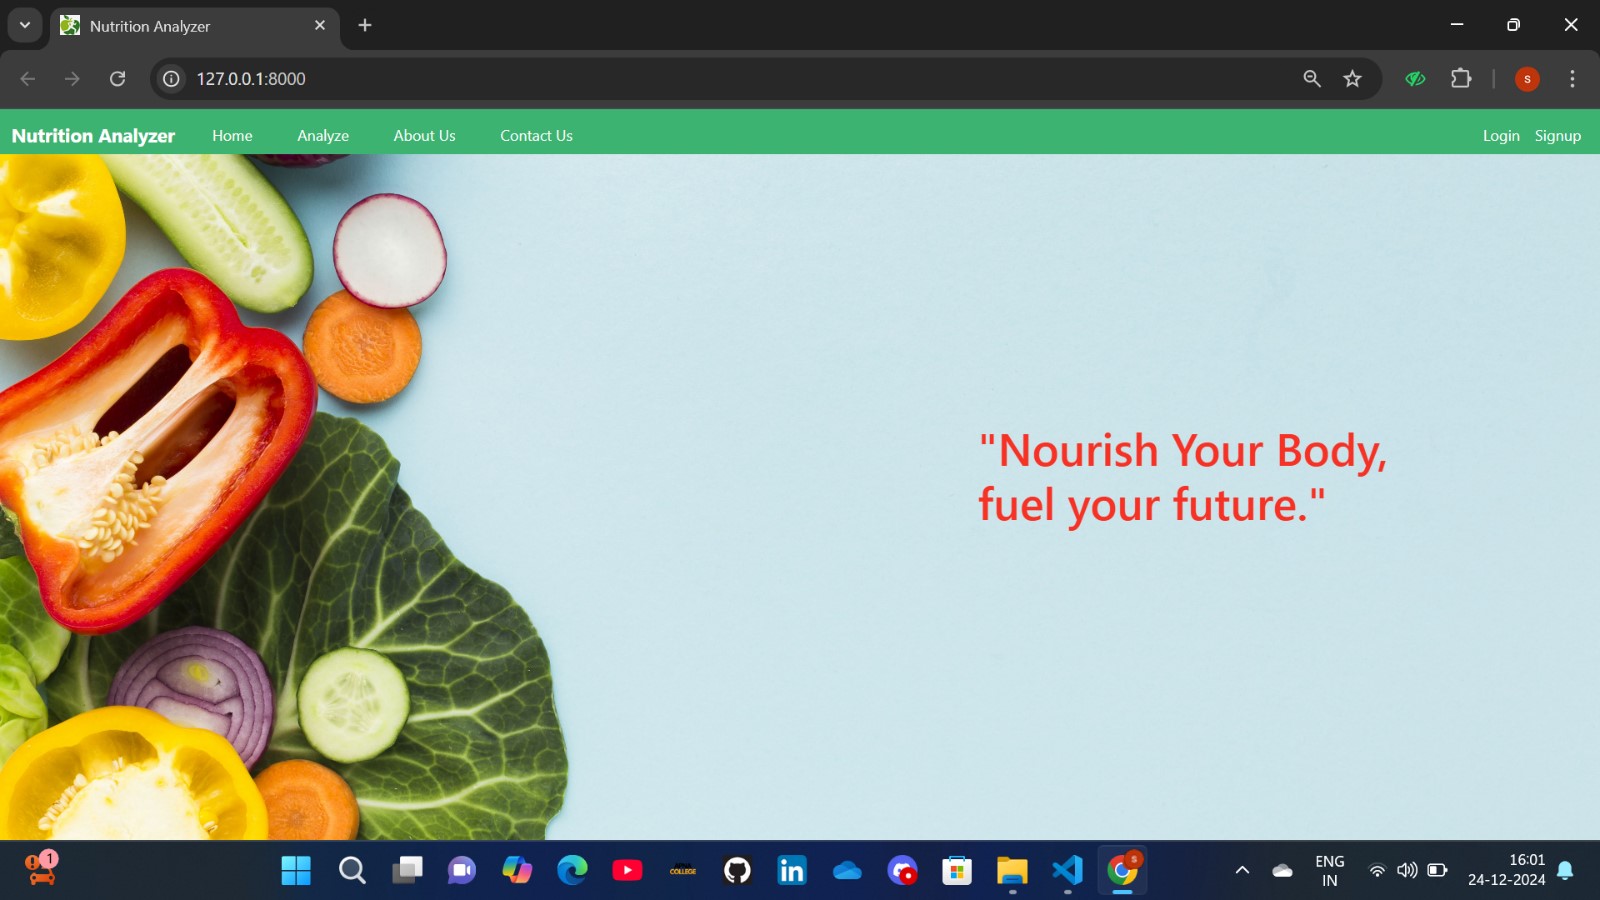 Nutrition Analyzer
127.0.0.1:8000
S
Nutrition Analyzer Home Analyze About Us Contact Us Login Signup
"Nourish Your Body,
fuel your future."
1
COLLEGE
in
S
ENG
IN
16:01
24-12-2024